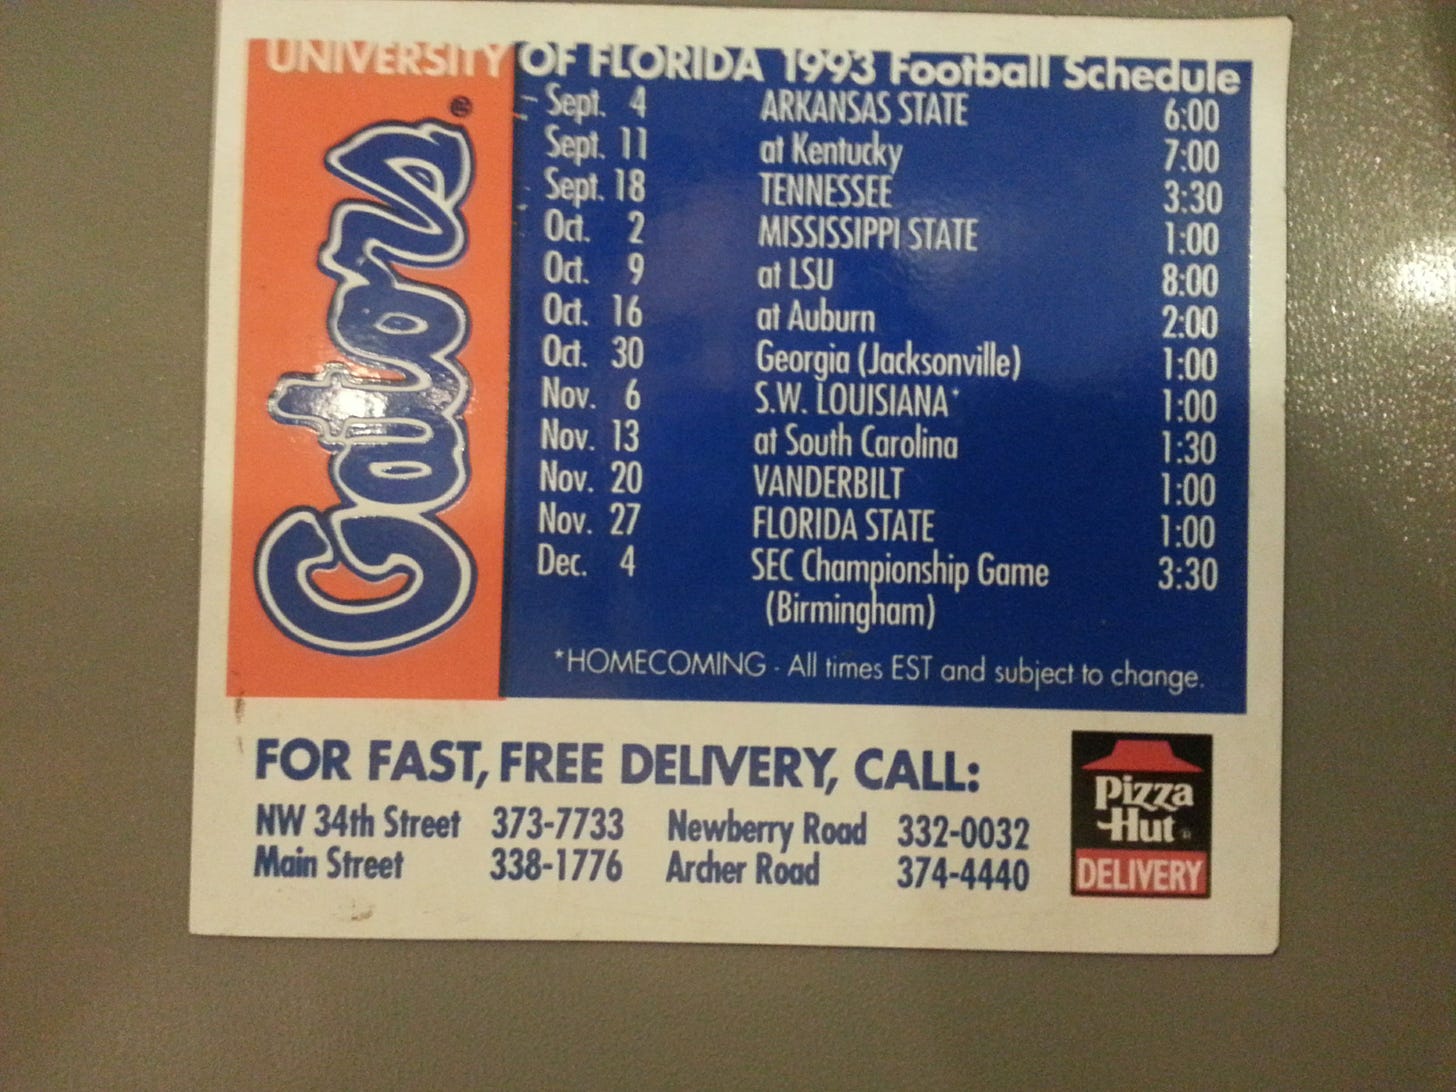 UNIVERSITY OF FLORIDA 1993 Football Schedule
Gators®
Sept. 4 ARKANSAS STATE 6:00
Sept. 11 at Kentucky 7:00
Sept. 18 TENNESSEE 3:30
Oct. 2 MISSISSIPPI STATE 1:00
Oct. 9 at LSU 8:00
Oct. 16 at Auburn 2:00
Oct. 30 Georgia (Jacksonville) 1:00
Nov. 6 S.W. LOUISIANA* 1:00
Nov. 13 at South Carolina 1:30
Nov. 20 VANDERBILT 1:00
Nov. 27 FLORIDA STATE 1:00
Dec. 4 SEC Championship Game 3:30
(Birmingham)
*HOMECOMING - All times EST and subject to change.
FOR FAST, FREE DELIVERY, CALL:
NW 34th Street 373-7733 Newberry Road 332-0032
Main Street 338-1776 Archer Road 374-4440
Pizza
Hut®
DELIVERY